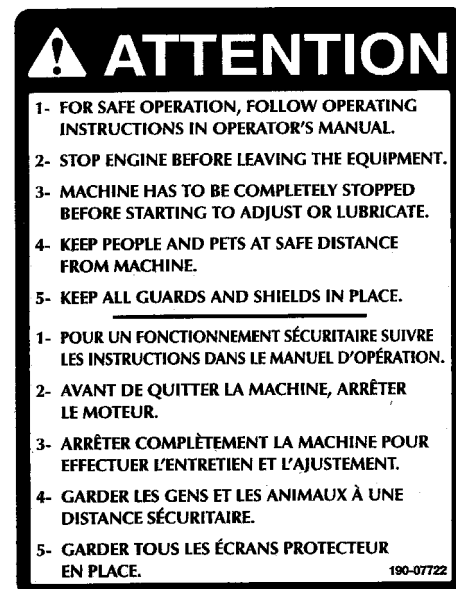 ATTENTION
1- FOR SAFE OPERATION, FOLLOW OPERATING
INSTRUCTIONS IN OPERATOR'S MANUAL.
2- STOP ENGINE BEFORE LEAVING THE EQUIPMENT.
3- MACHINE HAS TO BE COMPLETELY STOPPED
BEFORE STARTING TO ADJUST OR LUBRICATE.
4- KEEP PEOPLE AND PETS AT SAFE DISTANCE
FROM MACHINE.
5- KEEP ALL GUARDS AND SHIELDS IN PLACE.
1- POUR UN FONCTIONNEMENT SÉCURITAIRE SUIVRE
LES INSTRUCTIONS DANS LE MANUEL D'OPÉRATION.
2- AVANT DE QUITTER LA MACHINE, ARRÊTER
LE MOTEUR.
3- ARRÊTER COMPLÈTEMENT LA MACHINE POUR
EFFECTUER L'ENTRETIEN ET L'AJUSTEMENT.
4- GARDER LES GENS ET LES ANIMAUX À UNE
DISTANCE SÉCURITAIRE.
5- GARDER TOUS LES ÉCRANS PROTECTEUR
EN PLACE. 190-07722